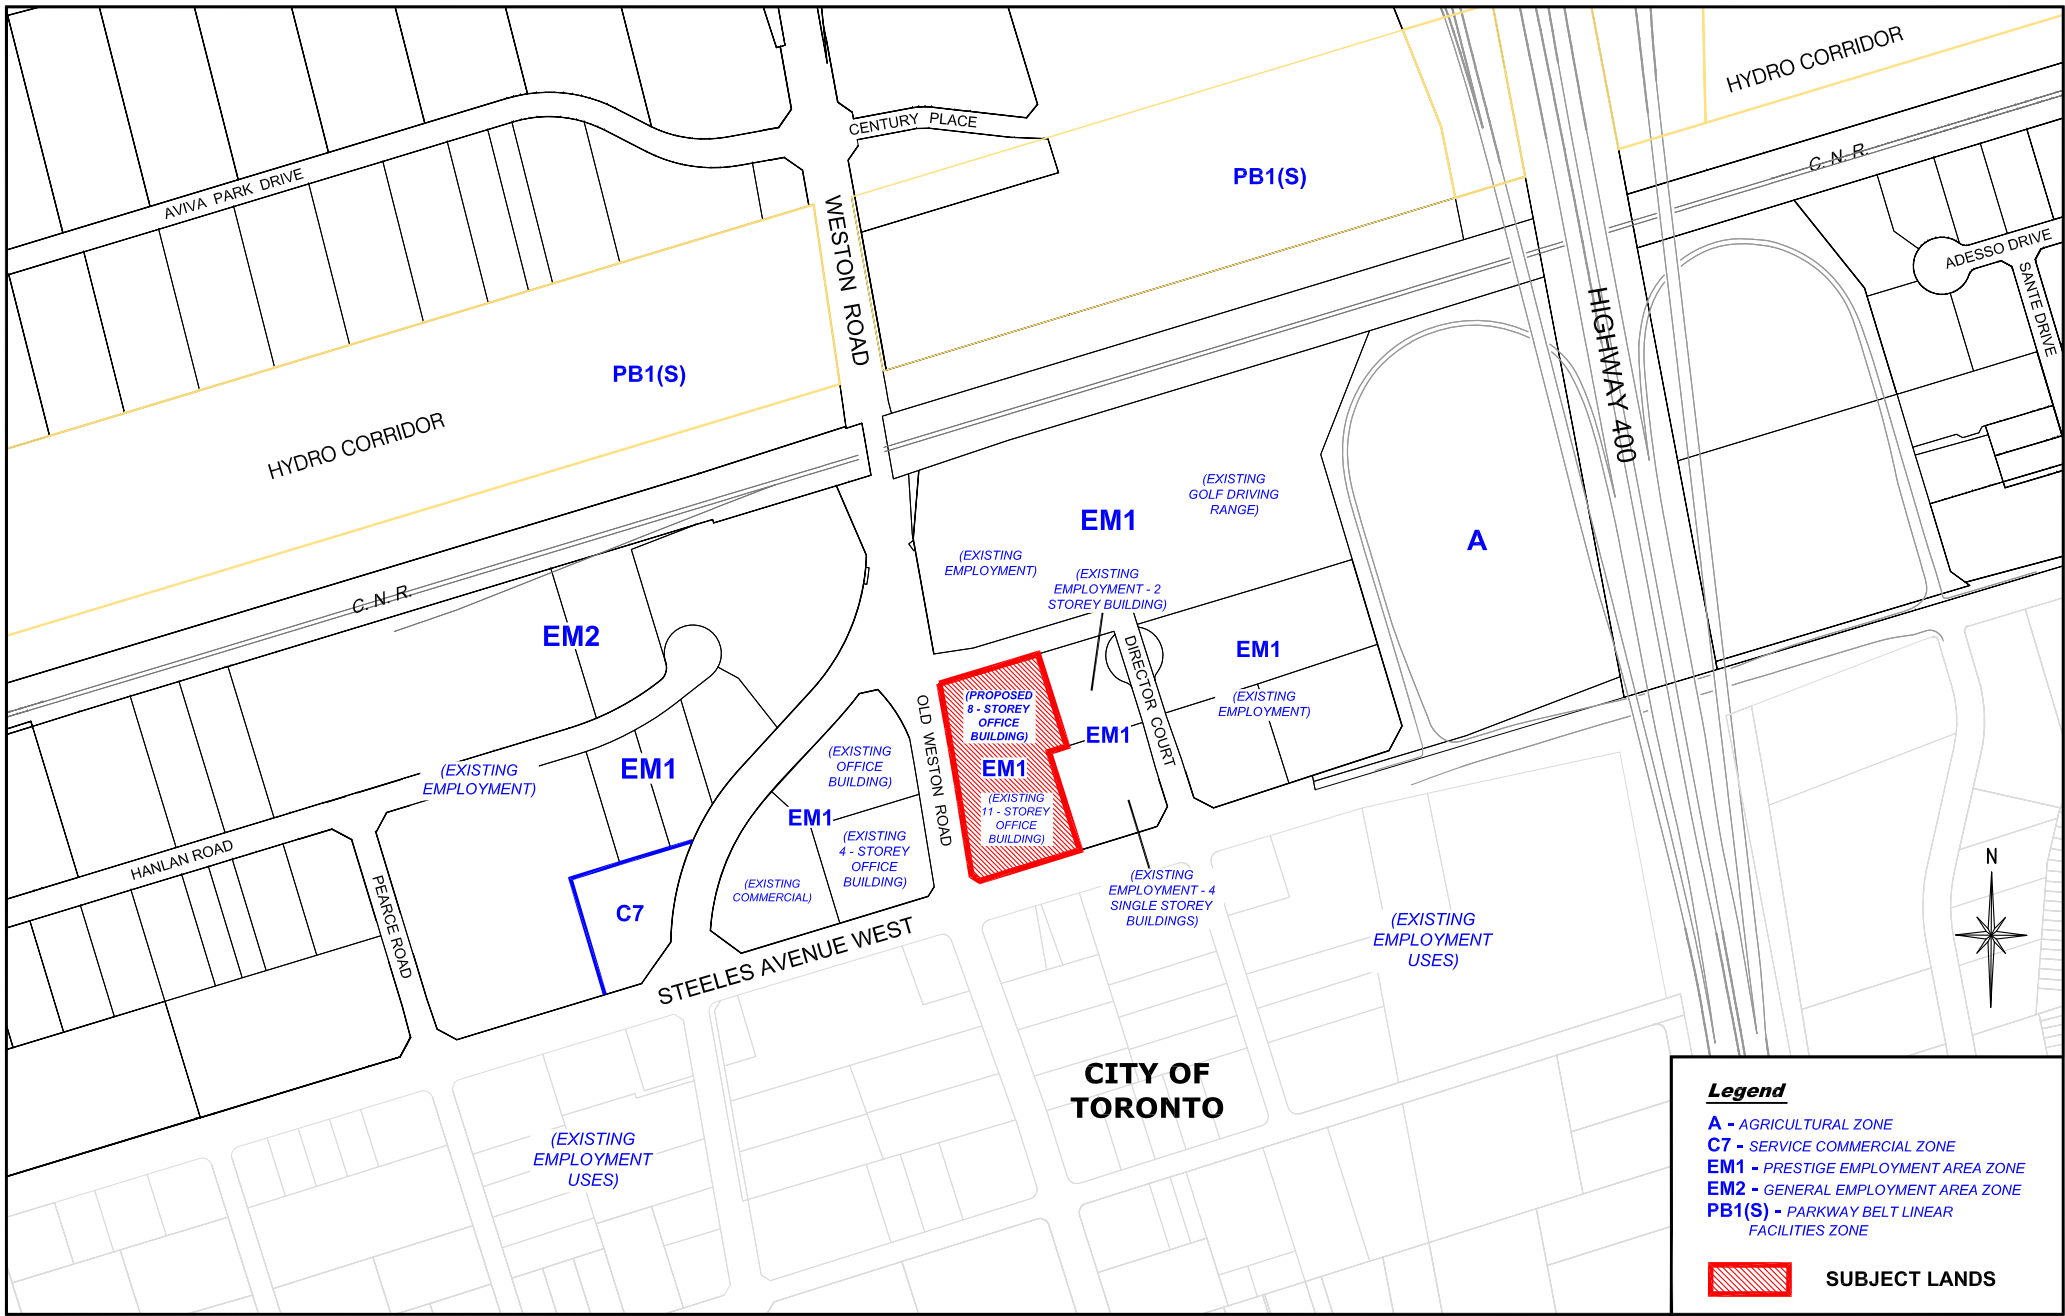 HYDRO CORRIDOR
CENTURY PLACE
C. N. R.
PB1(S)
AVIVA PARK DRIVE
WESTON ROAD
ADESSO DRIVE
SANTE DRIVE
HIGHWAY 400
PB1(S)
HYDRO CORRIDOR
(EXISTING
GOLF DRIVING
RANGE)
EM1
A
(EXISTING
EMPLOYMENT)
(EXISTING
EMPLOYMENT - 2
STOREY BUILDING)
C. N. R.
EM2
EM1
DIRECTOR COURT
(EXISTING
EMPLOYMENT)
(PROPOSED
8 - STOREY
OFFICE
BUILDING)
OLD WESTON ROAD
EM1
EM1
(EXISTING
11 - STOREY
OFFICE
BUILDING)
(EXISTING
OFFICE
BUILDING)
EM1
(EXISTING
EMPLOYMENT)
EM1
(EXISTING
4 - STOREY
OFFICE
BUILDING)
(EXISTING
COMMERCIAL)
HANLAN ROAD
PEARCE ROAD
C7
(EXISTING
EMPLOYMENT - 4
SINGLE STOREY
BUILDINGS)
STEELES AVENUE WEST
(EXISTING
EMPLOYMENT
USES)
N
CITY OF
TORONTO
(EXISTING
EMPLOYMENT
USES)
Legend
A - AGRICULTURAL ZONE
C7 - SERVICE COMMERCIAL ZONE
EM1 - PRESTIGE EMPLOYMENT AREA ZONE
EM2 - GENERAL EMPLOYMENT AREA ZONE
PB1(S) - PARKWAY BELT LINEAR
FACILITIES ZONE
SUBJECT LANDS